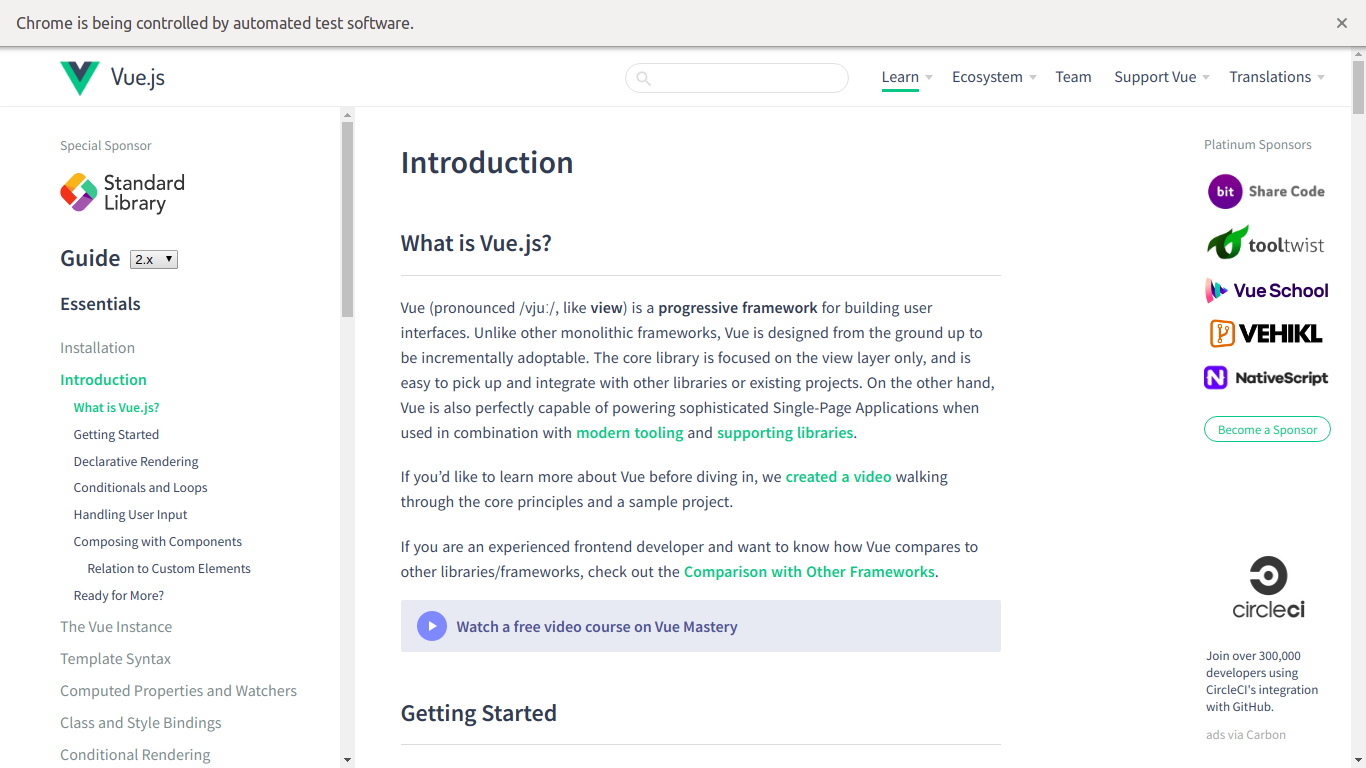 Chrome is being controlled by automated test software.
Vue.js
Learn
Ecosystem
Team
Support Vue
Translations
Special Sponsor
Standard
Library
Guide
2.x
Essentials
Installation
Introduction
What is Vue.js?
Getting Started
Declarative Rendering
Conditionals and Loops
Handling User Input
Composing with Components
Relation to Custom Elements
Ready for More?
The Vue Instance
Template Syntax
Computed Properties and Watchers
Class and Style Bindings
Conditional Rendering
Introduction
What is Vue.js?
Vue (pronounced /vjuː/, like view) is a progressive framework for building user
interfaces. Unlike other monolithic frameworks, Vue is designed from the ground up to
be incrementally adoptable. The core library is focused on the view layer only, and is
easy to pick up and integrate with other libraries or existing projects. On the other hand,
Vue is also perfectly capable of powering sophisticated Single-Page Applications when
used in combination with modern tooling and supporting libraries.
If you’d like to learn more about Vue before diving in, we created a video walking
through the core principles and a sample project.
If you are an experienced frontend developer and want to know how Vue compares to
other libraries/frameworks, check out the Comparison with Other Frameworks.
Watch a free video course on Vue Mastery
Getting Started
Platinum Sponsors
bit Share Code
tooltwist
Vue School
VEHIKL
N NativeScript
Become a Sponsor
circleci
Join over 300,000
developers using
CircleCI's integration
with GitHub.
ads via Carbon